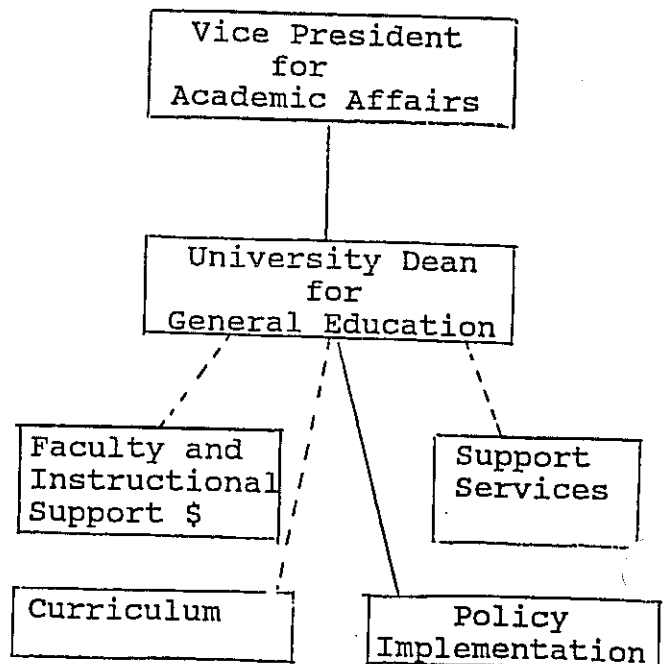 Vice President
for
Academic Affairs
University Dean
for
General Education
Faculty and
Instructional
Support $
Support
Services
Curriculum
Policy
Implementation